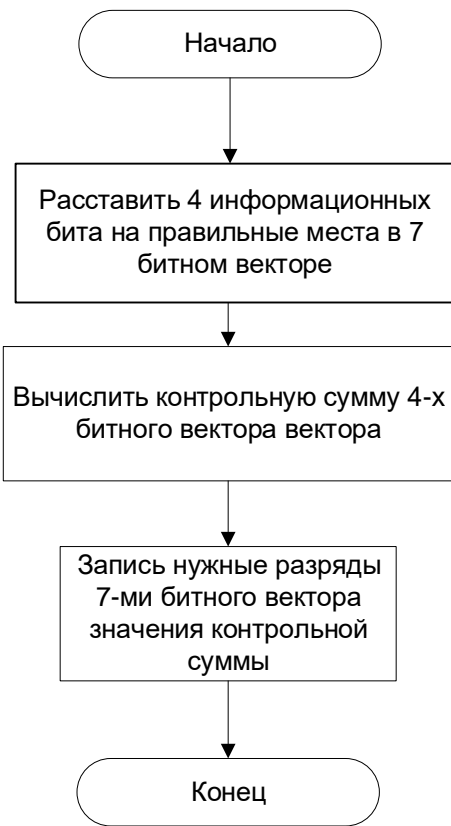 Начало
Расставить 4 информационных
бита на правильные места в 7
битном векторе
Вычислить контрольную сумму 4-х
битного вектора вектора
Запись нужные разряды
7-ми битного вектора
значения контрольной
суммы
Конец